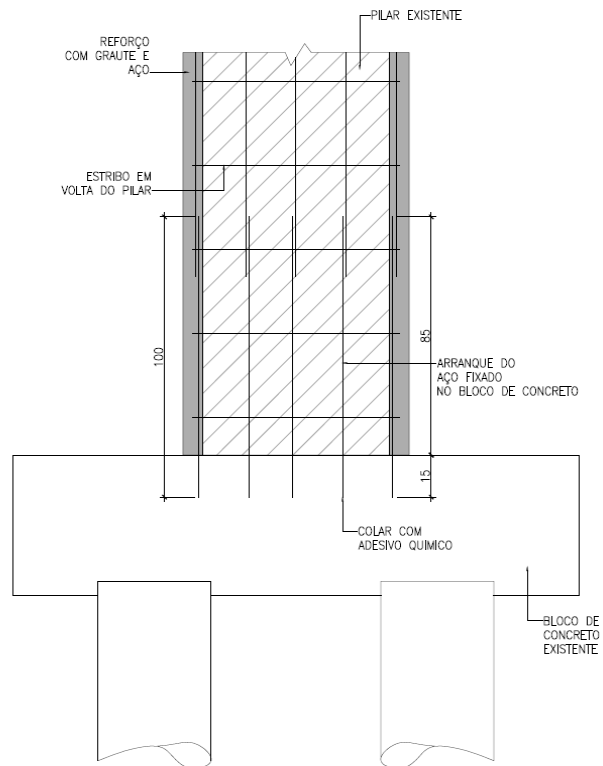 PILAR EXISTENTE
REFORÇO
COM GRAUTE E
AÇO
ESTRIBO EM
VOLTA DO PILAR
100
85
ARRANQUE DO
AÇO FIXADO
NO BLOCO DE CONCRETO
15
COLAR COM
ADESIVO QUIMICO
BLOCO DE
CONCRETO
EXISTENTE